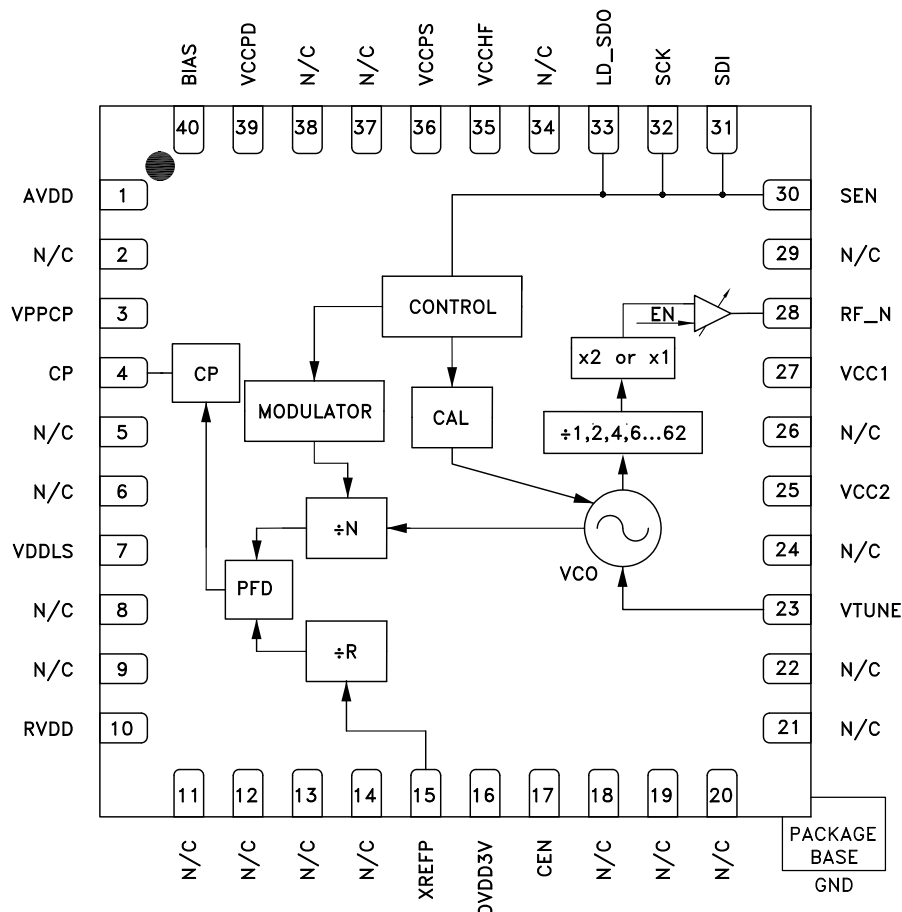 BIAS
VCCPD
N/C
N/C
VCCPS
VCCHF
N/C
LD_SDO
SCK
SDI
40
39
38
37
36
35
34
33
32
31
AVDD 1
30 SEN
N/C 2
29 N/C
VPPCP 3
28 RF_N
CP 4
27 VCC1
N/C 5
26 N/C
N/C 6
25 VCC2
VDDLS 7
24 N/C
N/C 8
23 VTUNE
N/C 9
22 N/C
RVDD 10
21 N/C
CONTROL
EN
x2 or x1
CP
MODULATOR
CAL
÷1,2,4,6...62
÷N
VCO
PFD
÷R
11
12
13
14
15
16
17
18
19
20
N/C
N/C
N/C
N/C
XREFP
DVDD3V
CEN
N/C
N/C
N/C
PACKAGE
BASE
GND